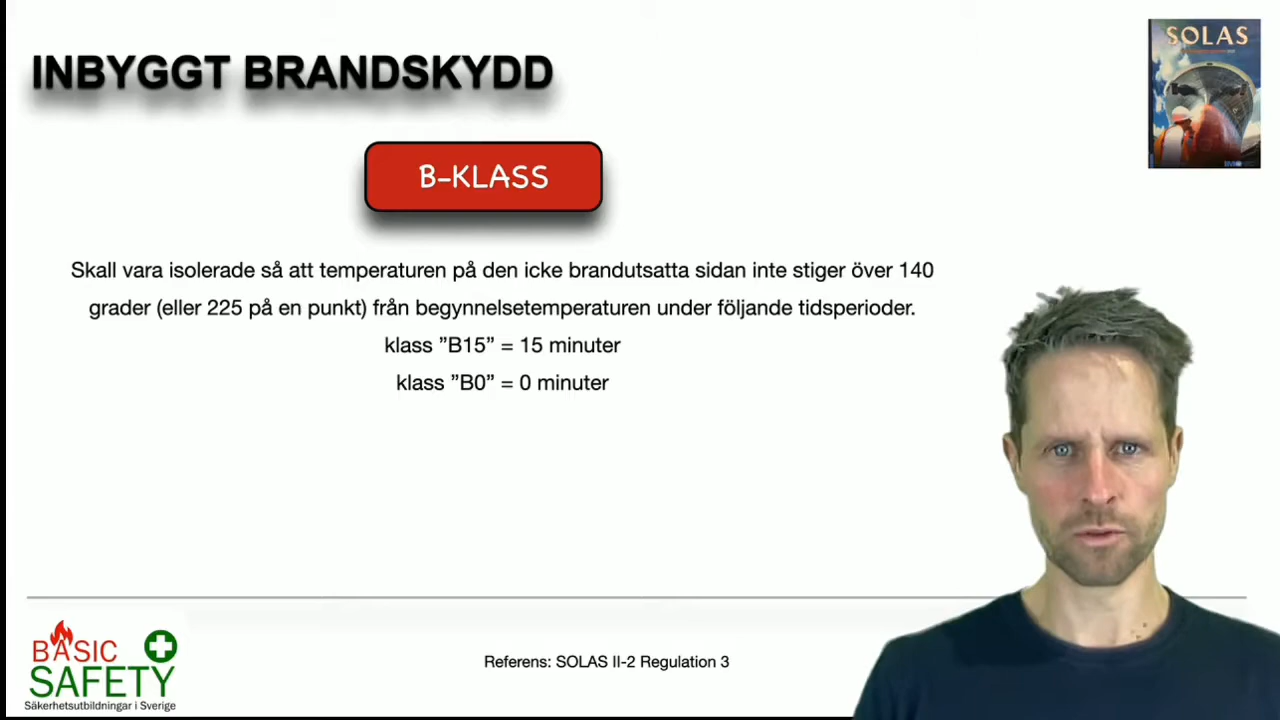 INBYGGT BRANDSKYDD
SOLAS
B-KLASS
Skall vara isolerade så att temperaturen på den icke brandutsatta sidan inte stiger över 140
grader (eller 225 på en punkt) från begynnelsetemperaturen under följande tidsperioder.
klass ”B15” = 15 minuter
klass ”B0” = 0 minuter
BASIC
SAFETY
Säkerhetsutbildningar i Sverige
Referens: SOLAS II-2 Regulation 3